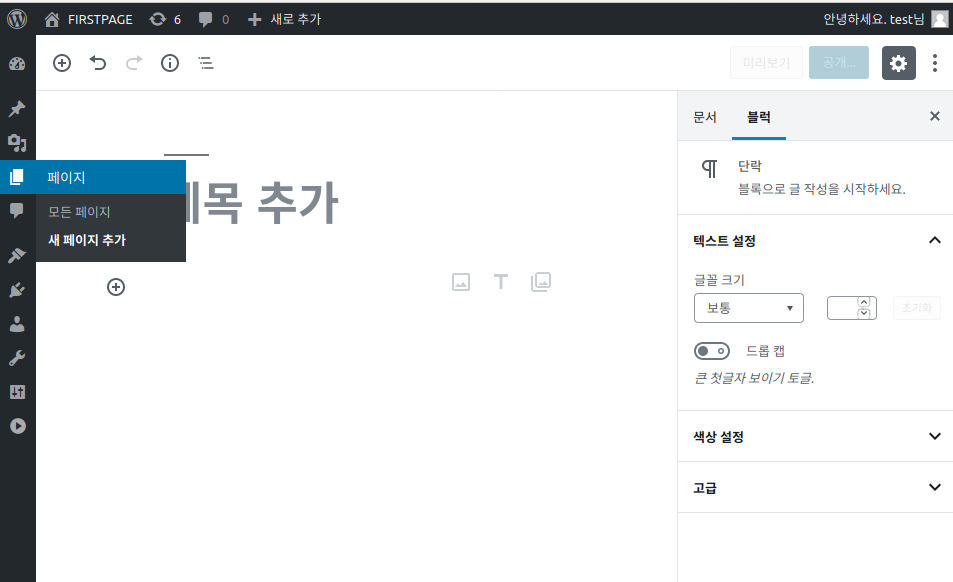 FIRSTPAGE 6 0 새로 추가 안녕하세요. test님
미리보기 공개...
페이지
모든 페이지
새 페이지 추가
목 추가
문서 블럭
단락
블록으로 글 작성을 시작하세요.
텍스트 설정
글꼴 크기
보통 초기화
드롭 캡
큰 첫글자 보이기 토글.
색상 설정
고급